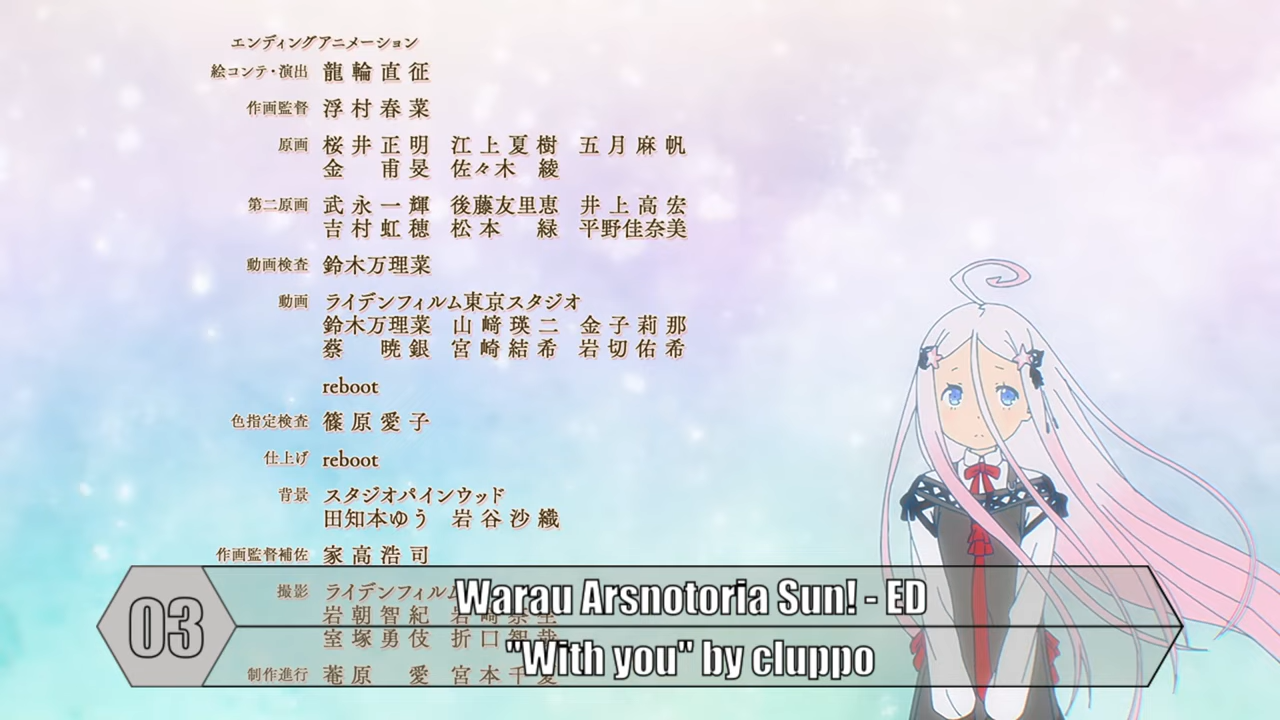 エンディングアニメーション
絵コンテ・演出 龍輪直征
作画監督 浮村春菜
原画 桜井正明 江上夏樹 五月麻帆
金甫旻 佐々木綾
第二原画 武永一輝 後藤友里恵 井上高宏
吉村虹穂 松本緑 平野佳奈美
動画検査 鈴木万理菜
動画 ライデンフィルム東京スタジオ
鈴木万理菜 山﨑瑛二 金子莉那
蔡暁銀 宮崎結希 岩切佑希
reboot
色指定検査 篠原愛子
仕上げ reboot
背景 スタジオパインウッド
田知本ゆう 岩谷沙織
作画監督補佐 家高浩司
撮影 ライデンフィルム
岩朝智紀
室塚勇伎 折口智哉
制作進行 菴原愛 宮本千愛
03
Warau Arsnotoria Sun! - ED
"With you" by cluppo